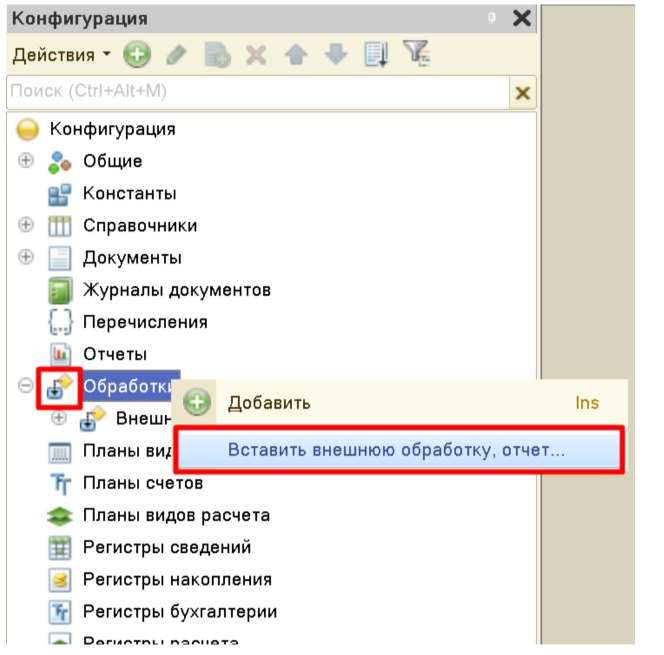 Конфигурация
Действия
Поиск (Ctrl+Alt+M)
Конфигурация
Общие
Константы
Справочники
Документы
Журналы документов
Перечисления
Отчеты
Обработки
Добавить Ins
Внешн
Вставить внешнюю обработку, отчет...
Планы вид
Планы счетов
Планы видов расчета
Регистры сведений
Регистры накопления
Регистры бухгалтерии
Регистры расчета